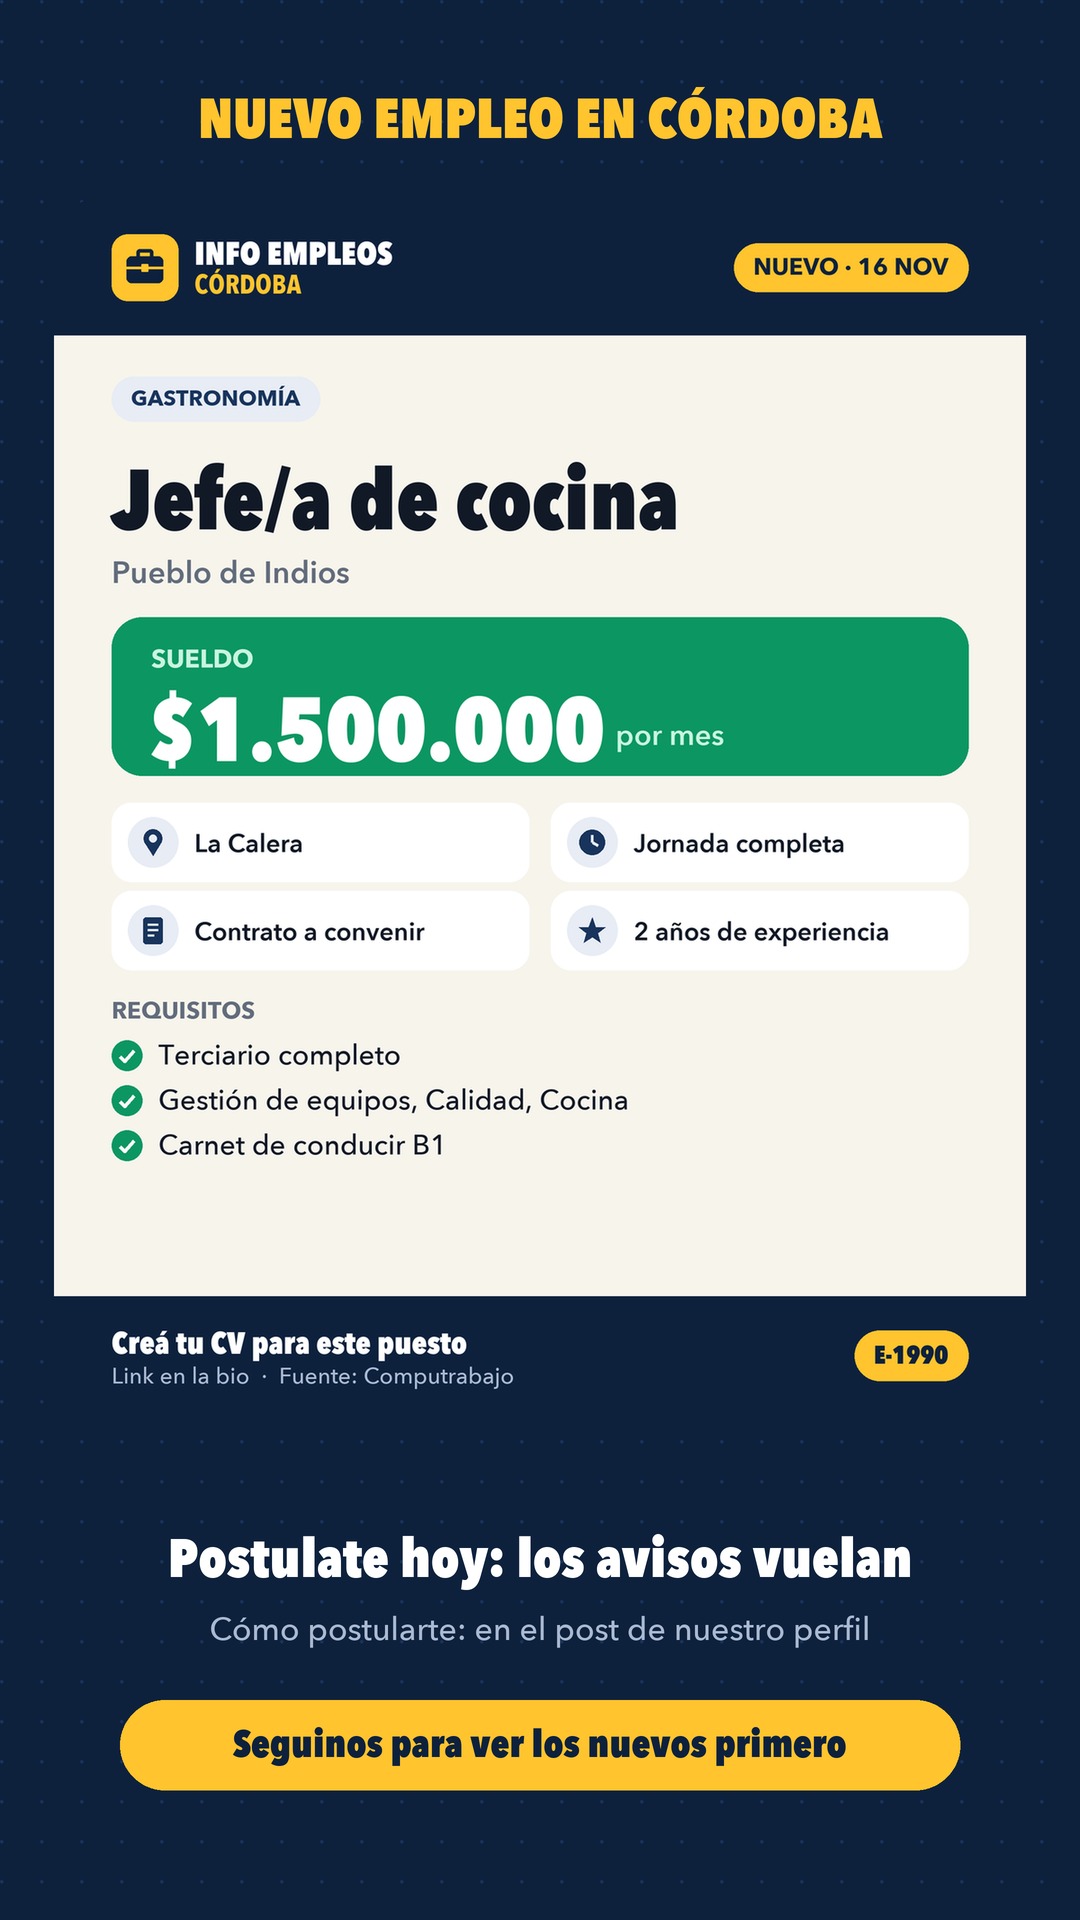 NUEVO EMPLEO EN CÓRDOBA
INFO EMPLEOS
CÓRDOBA
NUEVO · 16 NOV
GASTRONOMÍA
Jefe/a de cocina
Pueblo de Indios
SUELDO
$1.500.000 por mes
La Calera
Jornada completa
Contrato a convenir
2 años de experiencia
REQUISITOS
Terciario completo
Gestión de equipos, Calidad, Cocina
Carnet de conducir B1
Creá tu CV para este puesto
Link en la bio · Fuente: Computrabajo
E-1990
Postulate hoy: los avisos vuelan
Cómo postularte: en el post de nuestro perfil
Seguinos para ver los nuevos primero